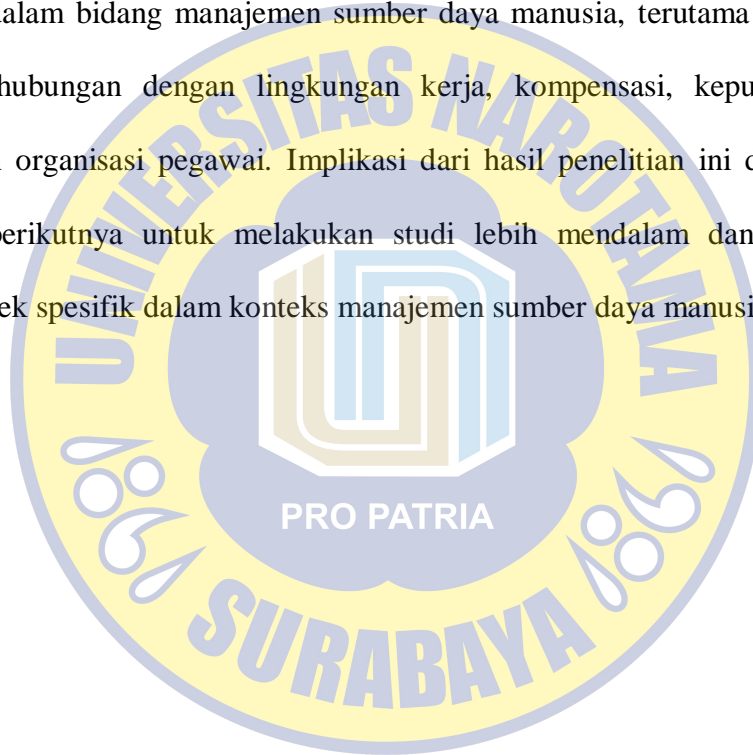 dalam bidang manajemen sumber daya manusia, terutama
hubungan dengan lingkungan kerja, kompensasi, kepu
organisasi pegawai. Implikasi dari hasil penelitian ini
berikutnya untuk melakukan studi lebih mendalam dan
ek spesifik dalam konteks manajemen sumber daya manusi
UNIVERSITAS NAROTAMA
PRO PATRIA
SURABAYA